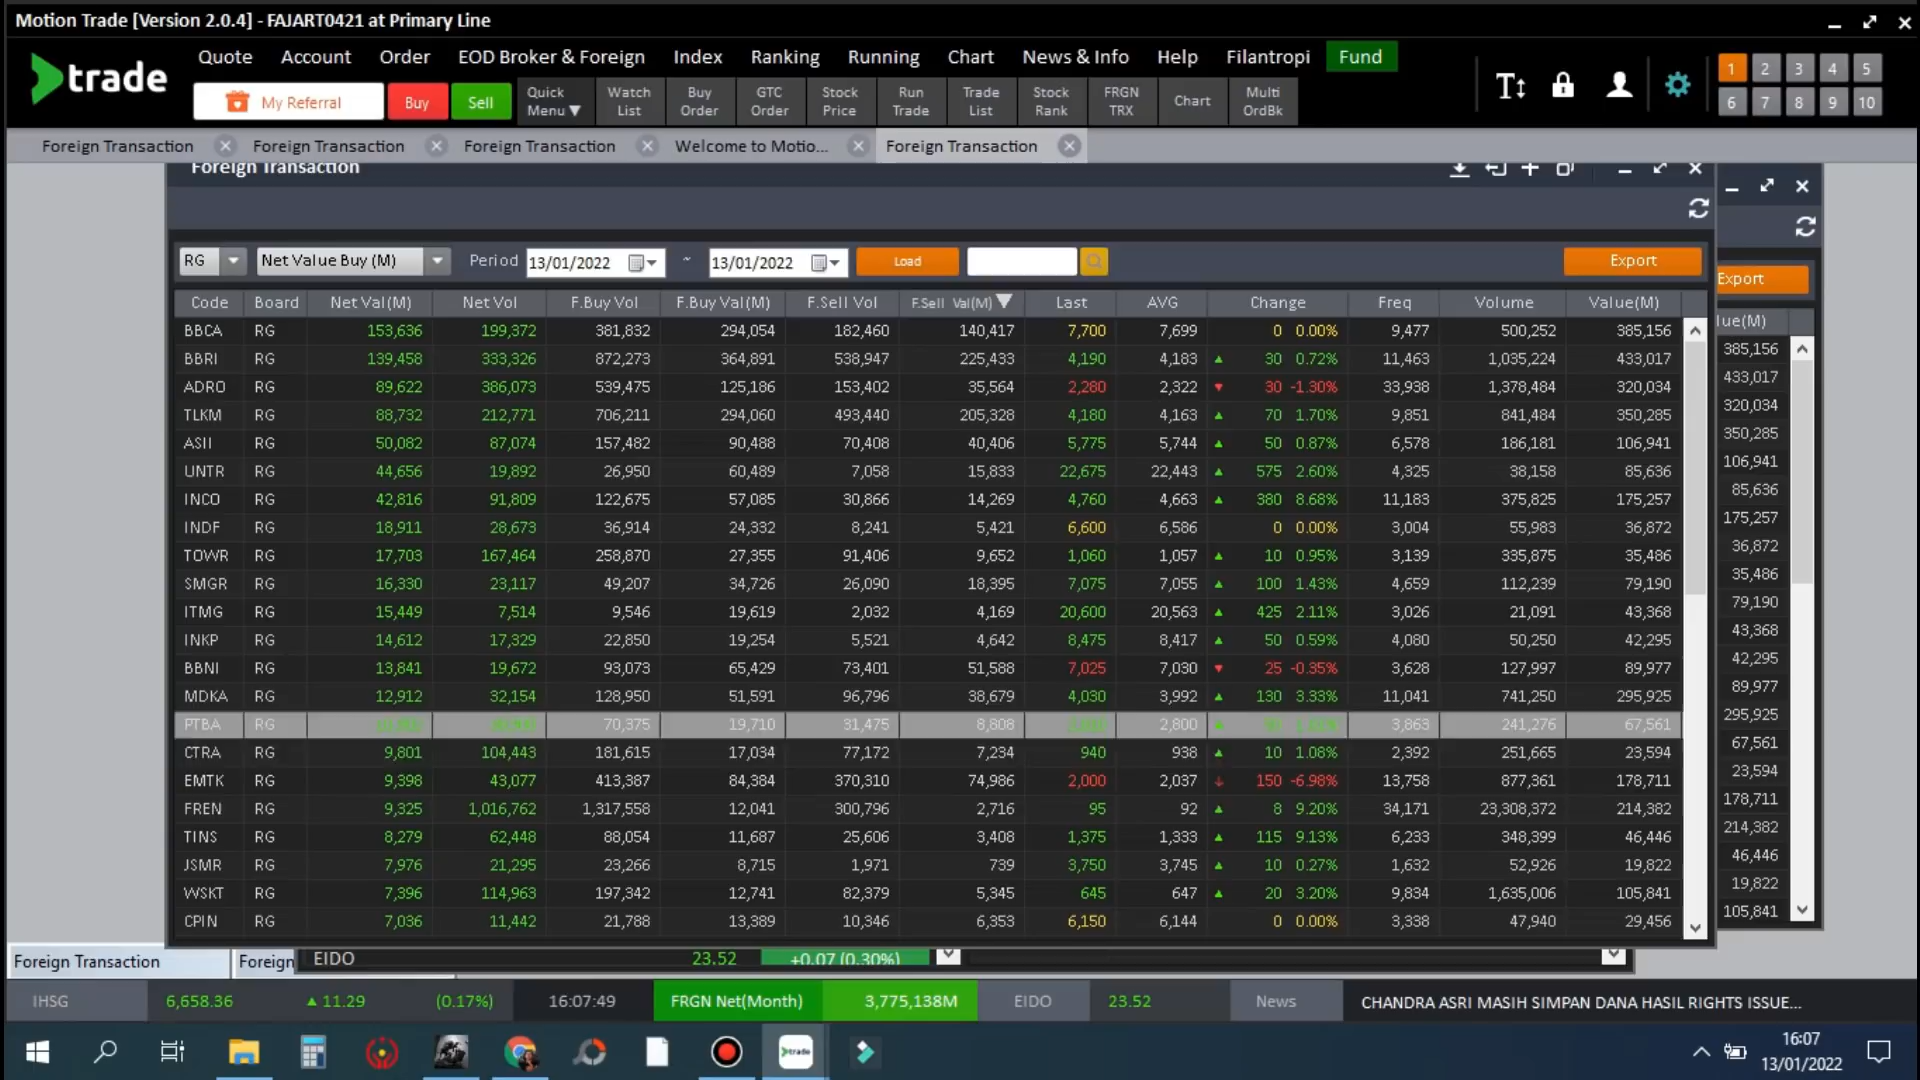 Motion Trade [Version 2.0.4] - FAJART0421 at Primary Line
trade
Quote Account Order EOD Broker & Foreign Index Ranking Running Chart News & Info Help Filantropi Fund
My Referral Buy Sell Quick Menu Watch List Buy Order GTC Order Stock Price Run Trade Trade List Stock Rank FRGN TRX Chart Multi OrdBk
1 2 3 4 5
6 7 8 9 10
Foreign Transaction Foreign Transaction Foreign Transaction Welcome to Motio... Foreign Transaction
Foreign Transaction
RG Net Value Buy (M) Period 13/01/2022 ~ 13/01/2022 Load Export
Export
Code Board Net Val(M) Net Vol F.Buy Vol F.Buy Val(M) F.Sell Vol F.Sell Val(M) Last AVG Change Freq Volume Value(M)
lue(M)
BBCA RG 153,636 199,372 381,832 294,054 182,460 140,417 7,700 7,699 0 0.00% 9,477 500,252 385,156
BBRI RG 139,458 333,326 872,273 364,891 538,947 225,433 4,190 4,183 30 0.72% 11,463 1,035,224 433,017
ADRO RG 89,622 386,073 539,475 125,186 153,402 35,564 2,280 2,322 30 -1.30% 33,938 1,378,484 320,034
TLKM RG 88,732 212,771 706,211 294,060 493,440 205,328 4,180 4,163 70 1.70% 9,851 841,484 350,285
ASII RG 50,082 87,074 157,482 90,488 70,408 40,406 5,775 5,744 50 0.87% 6,578 186,181 106,941
UNTR RG 44,656 19,892 26,950 60,489 7,058 15,833 22,675 22,443 575 2.60% 4,325 38,158 85,636
INCO RG 42,816 91,809 122,675 57,085 30,866 14,269 4,760 4,663 380 8.68% 11,183 375,825 175,257
INDF RG 18,911 28,673 36,914 24,332 8,241 5,421 6,600 6,586 0 0.00% 3,004 55,983 36,872
TOWR RG 17,703 167,464 258,870 27,355 91,406 9,652 1,060 1,057 10 0.95% 3,139 335,875 35,486
SMGR RG 16,330 23,117 49,207 34,726 26,090 18,395 7,075 7,055 100 1.43% 4,659 112,239 79,190
ITMG RG 15,449 7,514 9,546 19,619 2,032 4,169 20,600 20,563 425 2.11% 3,026 21,091 43,368
INKP RG 14,612 17,329 22,850 19,254 5,521 4,642 8,475 8,417 50 0.59% 4,080 50,250 42,295
BBNI RG 13,841 19,672 93,073 65,429 73,401 51,588 7,025 7,030 25 -0.35% 3,628 127,997 89,977
MDKA RG 12,912 32,154 128,950 51,591 96,796 38,679 4,030 3,992 130 3.33% 11,041 741,250 295,925
PTBA RG 70,375 19,710 31,475 8,808 2,800 3,863 241,276 67,561
CTRA RG 9,801 104,443 181,615 17,034 77,172 7,234 940 938 10 1.08% 2,392 251,665 23,594
EMTK RG 9,398 43,077 413,387 84,384 370,310 74,986 2,000 2,037 150 -6.98% 13,758 877,361 178,711
FREN RG 9,325 1,016,762 1,317,558 12,041 300,796 2,716 95 92 8 9.20% 34,171 23,308,372 214,382
TINS RG 8,279 62,448 88,054 11,687 25,606 3,408 1,375 1,333 115 9.13% 6,233 348,399 46,446
JSMR RG 7,976 21,295 23,266 8,715 1,971 739 3,750 3,745 10 0.27% 1,632 52,926 19,822
WSKT RG 7,396 114,963 197,342 12,741 82,379 5,345 645 647 20 3.20% 9,834 1,635,006 105,841
CPIN RG 7,036 11,442 21,788 13,389 10,346 6,353 6,150 6,144 0 0.00% 3,338 47,940 29,456
385,156
433,017
320,034
350,285
106,941
85,636
175,257
36,872
35,486
79,190
43,368
42,295
89,977
295,925
67,561
23,594
178,711
214,382
46,446
19,822
105,841
Foreign Transaction Foreign EIDO 23.52 +0.07 (0.30%)
IHSG 6,658.36 11.29 (0.17%) 16:07:49 FRGN Net(Month) 3,775,138M EIDO 23.52 News CHANDRA ASRI MASIH SIMPAN DANA HASIL RIGHTS ISSUE...
trade
16:07
13/01/2022